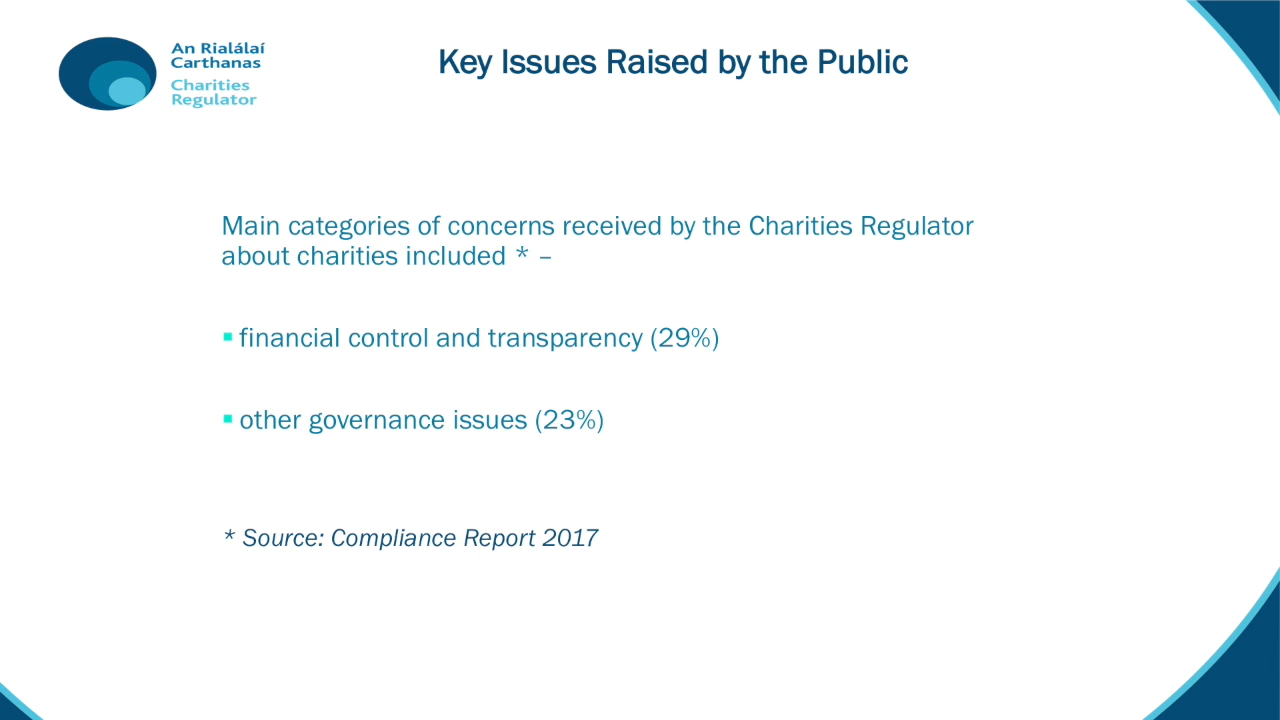 An Rialálaí
Carthanas
Charities
Regulator
Key Issues Raised by the Public
Main categories of concerns received by the Charities Regulator
about charities included * –
▪ financial control and transparency (29%)
▪ other governance issues (23%)
* Source: Compliance Report 2017